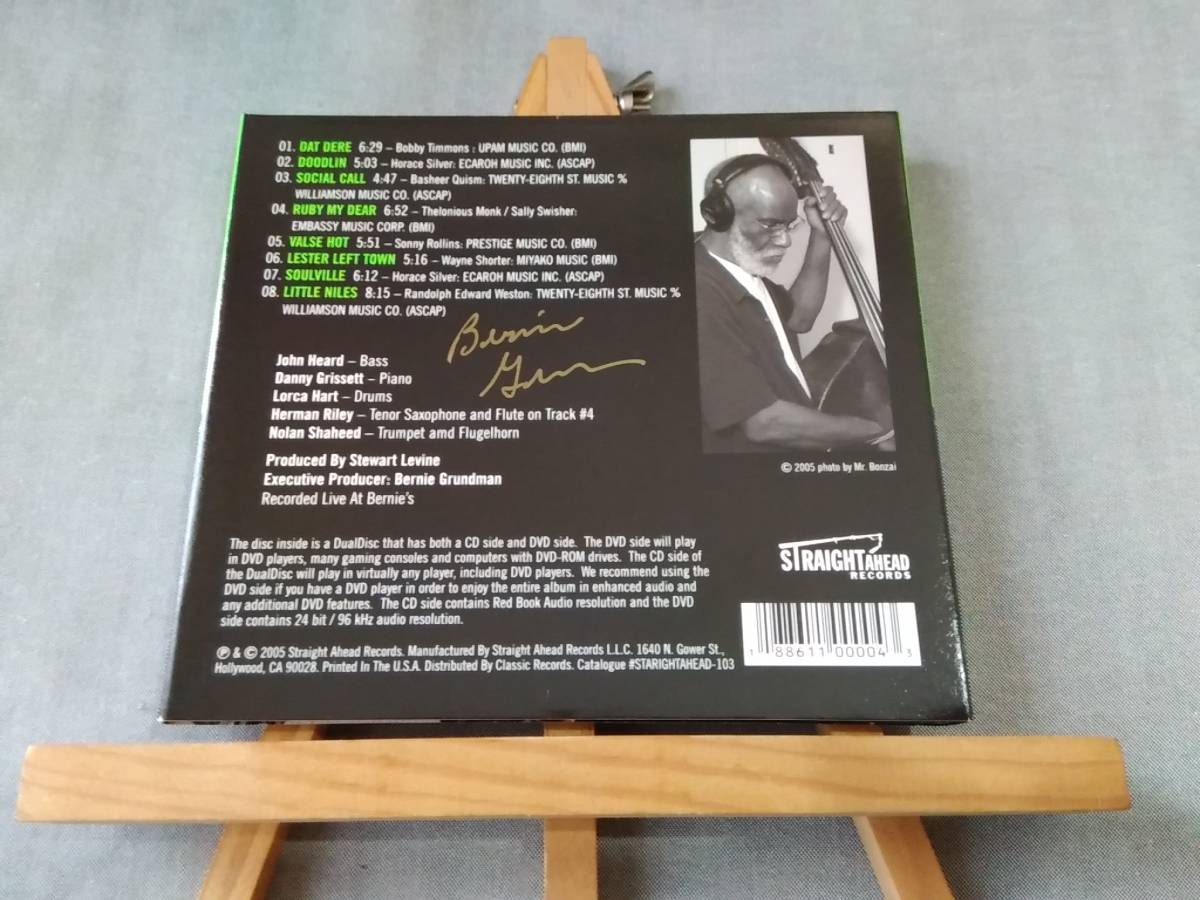 01. DAT DERE 6:29 – Bobby Timmons : UPAM MUSIC CO. (BMI)
02. DOODLIN 5:03 – Horace Silver: ECAROH MUSIC INC. (ASCAP)
03. SOCIAL CALL 4:47 – Basheer Quism: TWENTY-EIGHTH ST. MUSIC %
WILLIAMSON MUSIC CO. (ASCAP)
04. RUBY MY DEAR 6:52 – Thelonious Monk / Sally Swisher:
EMBASSY MUSIC CORP. (BMI)
05. VALSE HOT 5:51 – Sonny Rollins: PRESTIGE MUSIC CO. (BMI)
06. LESTER LEFT TOWN 5:16 – Wayne Shorter: MIYAKO MUSIC (BMI)
07. SOULVILLE 6:12 – Horace Silver: ECAROH MUSIC INC. (ASCAP)
08. LITTLE NILES 8:15 – Randolph Edward Weston: TWENTY-EIGHTH ST. MUSIC %
WILLIAMSON MUSIC CO. (ASCAP)
Bernie
John Heard – Bass
Danny Grissett – Piano
Lorca Hart – Drums
Herman Riley – Tenor Saxophone and Flute on Track #4
Nolan Shaheed – Trumpet amd Flugelhorn
Produced By Stewart Levine
Executive Producer: Bernie Grundman
Recorded Live At Bernie's
© 2005 photo by Mr. Bonzai
The disc inside is a DualDisc that has both a CD side and DVD side. The DVD side will play
in DVD players, many gaming consoles and computers with DVD-ROM drives. The CD side of
the DualDisc will play in virtually any player, including DVD players. We recommend using the
DVD side if you have a DVD player in order to enjoy the entire album in enhanced audio and
any additional DVD features. The CD side contains Red Book Audio resolution and the DVD
side contains 24 bit / 96 kHz audio resolution.
STRAIGHT AHEAD
RECORDS
℗ & © 2005 Straight Ahead Records. Manufactured By Straight Ahead Records L.L.C. 1640 N. Gower St.,
Hollywood, CA 90028. Printed In The U.S.A. Distributed By Classic Records. Catalogue #STARIGHTAHEAD-103
1 88611 00004 3